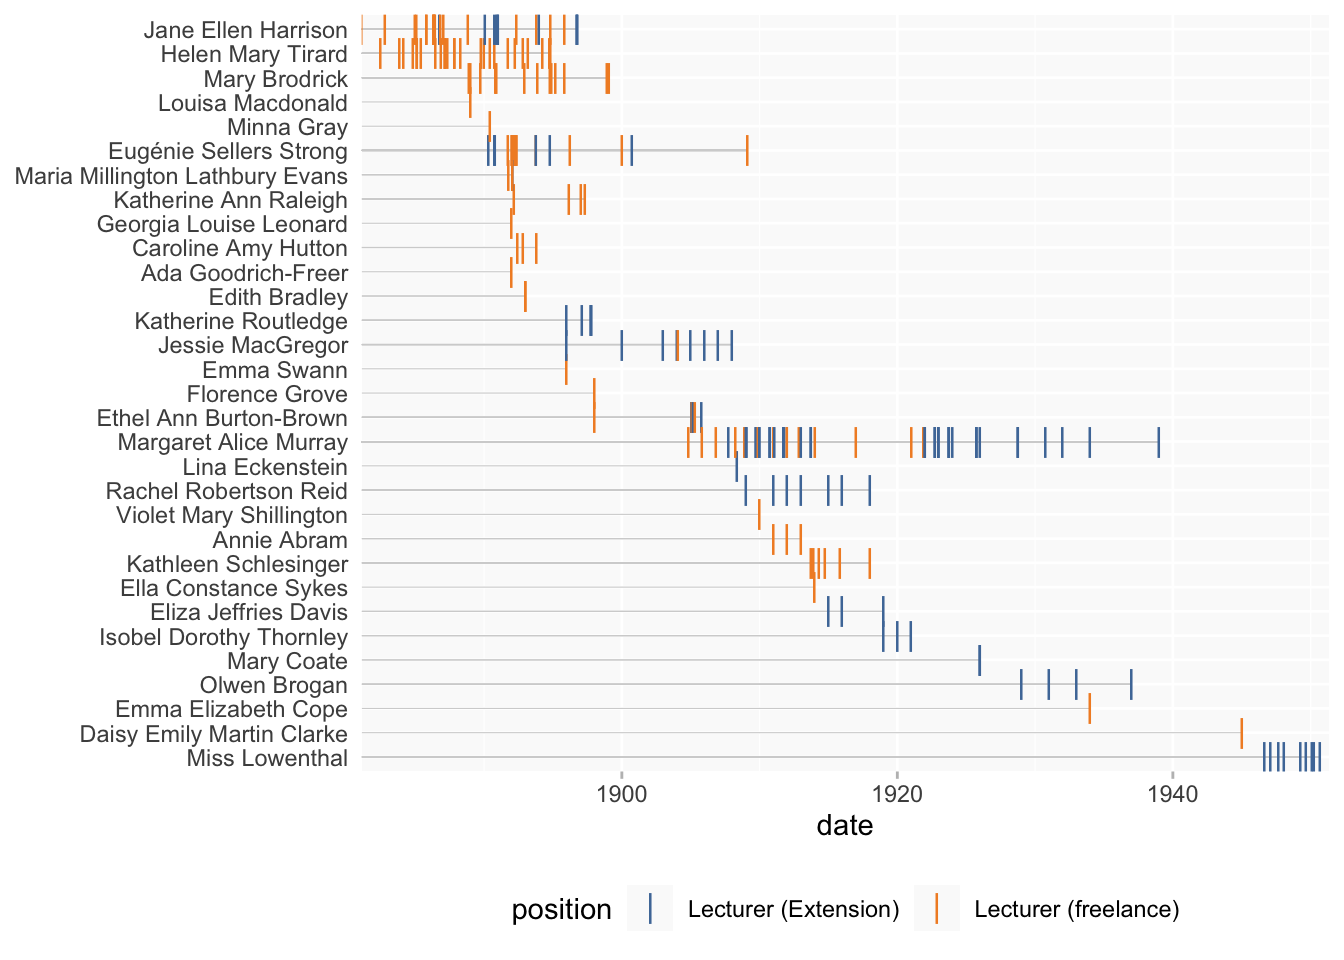 Jane Ellen Harrison
Helen Mary Tirard
Mary Brodrick
Louisa Macdonald
Minna Gray
Eugénie Sellers Strong
Maria Millington Lathbury Evans
Katherine Ann Raleigh
Georgia Louise Leonard
Caroline Amy Hutton
Ada Goodrich-Freer
Edith Bradley
Katherine Routledge
Jessie MacGregor
Emma Swann
Florence Grove
Ethel Ann Burton-Brown
Margaret Alice Murray
Lina Eckenstein
Rachel Robertson Reid
Violet Mary Shillington
Annie Abram
Kathleen Schlesinger
Ella Constance Sykes
Eliza Jeffries Davis
Isobel Dorothy Thornley
Mary Coate
Olwen Brogan
Emma Elizabeth Cope
Daisy Emily Martin Clarke
Miss Lowenthal
1900 1920 1940
date
position Lecturer (Extension) Lecturer (freelance)